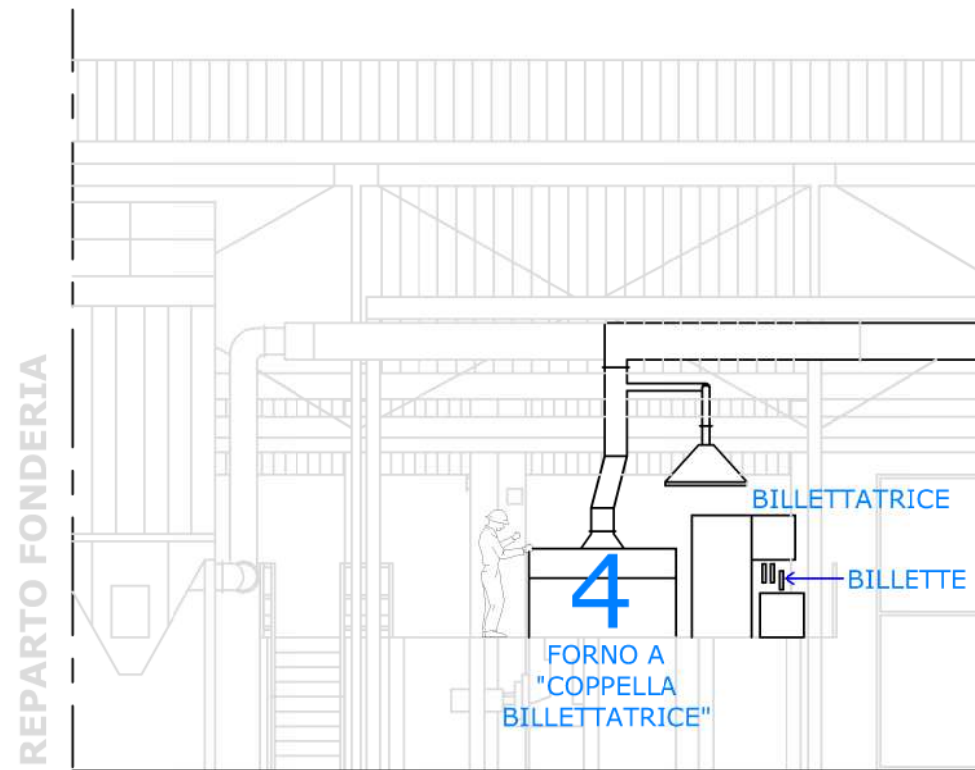 REPARTO FONDERIA
BILLETTATRICE
BILLETTE
4
FORNO A
"COPPELLA
BILLETTATRICE"